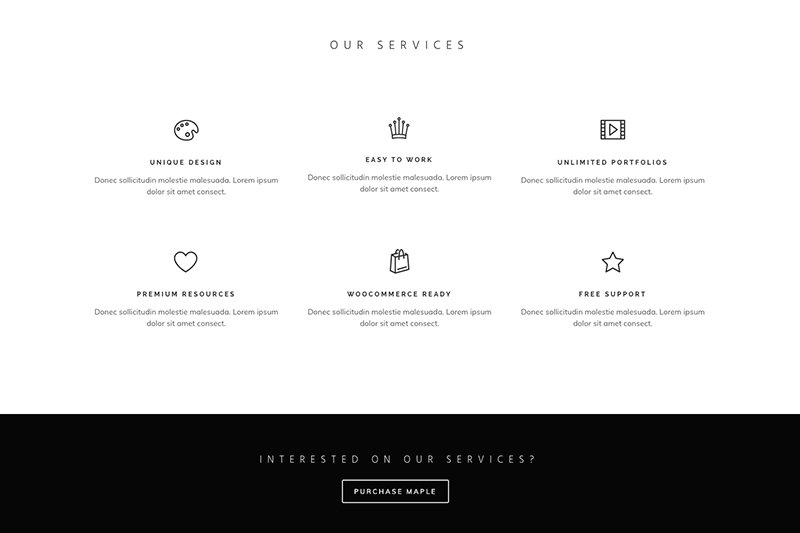 OUR SERVICES
UNIQUE DESIGN
Donec sollicitudin molestie malesuada. Lorem ipsum
dolor sit amet consect.
EASY TO WORK
Donec sollicitudin molestie malesuada. Lorem ipsum
dolor sit amet consect.
UNLIMITED PORTFOLIOS
Donec sollicitudin molestie malesuada. Lorem ipsum
dolor sit amet consect.
PREMIUM RESOURCES
Donec sollicitudin molestie malesuada. Lorem ipsum
dolor sit amet consect.
WOOCOMMERCE READY
Donec sollicitudin molestie malesuada. Lorem ipsum
dolor sit amet consect.
FREE SUPPORT
Donec sollicitudin molestie malesuada. Lorem ipsum
dolor sit amet consect.
INTERESTED ON OUR SERVICES?
PURCHASE MAPLE